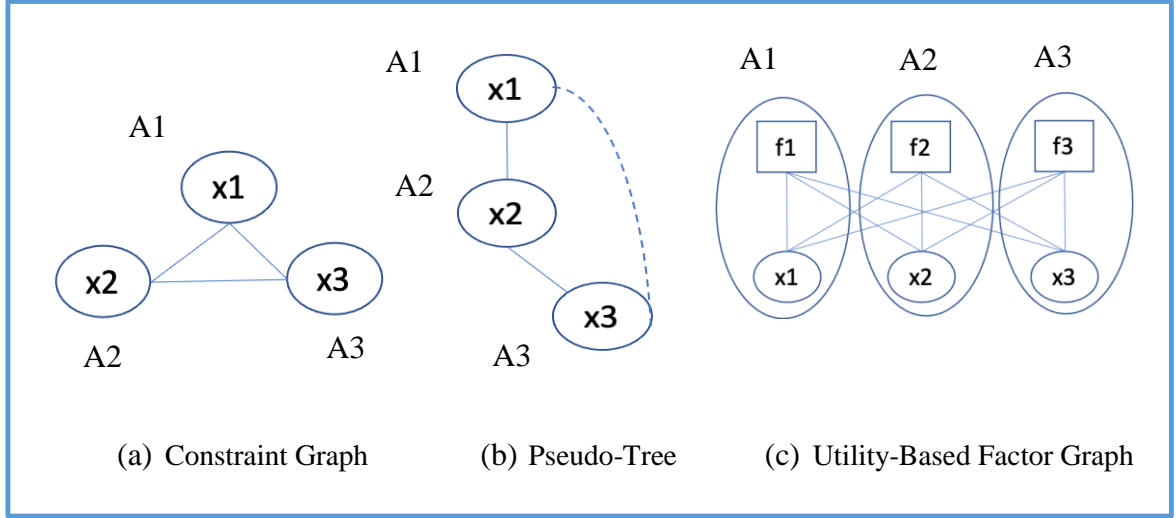 A1
x1
x2
x3
A2
A3
(a) Constraint Graph
A1
x1
A2
x2
x3
A3
(b) Pseudo-Tree
A1
A2
A3
f1
f2
f3
x1
x2
x3
(c) Utility-Based Factor Graph